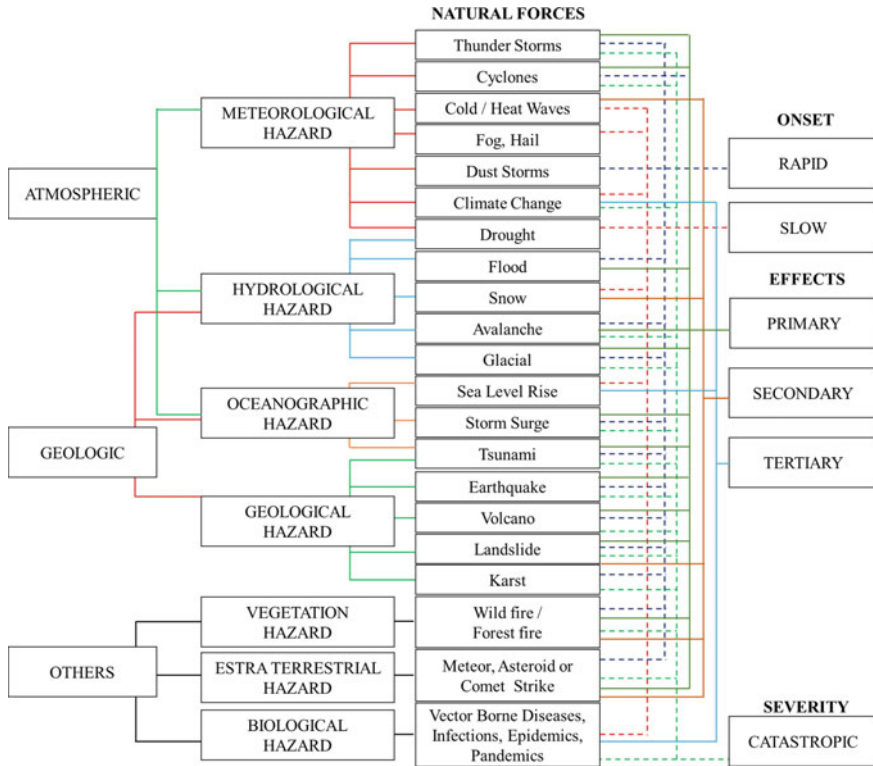 NATURAL FORCES
Thunder Storms
Cyclones
Cold / Heat Waves
Fog, Hail
Dust Storms
Climate Change
Drought
Flood
Snow
Avalanche
Glacial
Sea Level Rise
Storm Surge
Tsunami
Earthquake
Volcano
Landslide
Karst
Wild fire /
Forest fire
Meteor, Asteroid or
Comet Strike
Vector Borne Diseases,
Infections, Epidemics,
Pandemics
METEOROLOGICAL
HAZARD
HYDROLOGICAL
HAZARD
OCEANOGRAPHIC
HAZARD
GEOLOGICAL
HAZARD
VEGETATION
HAZARD
ESTRA TERRESTRIAL
HAZARD
BIOLOGICAL
HAZARD
ATMOSPHERIC
GEOLOGIC
OTHERS
ONSET
RAPID
SLOW
EFFECTS
PRIMARY
SECONDARY
TERTIARY
SEVERITY
CATASTROPIC